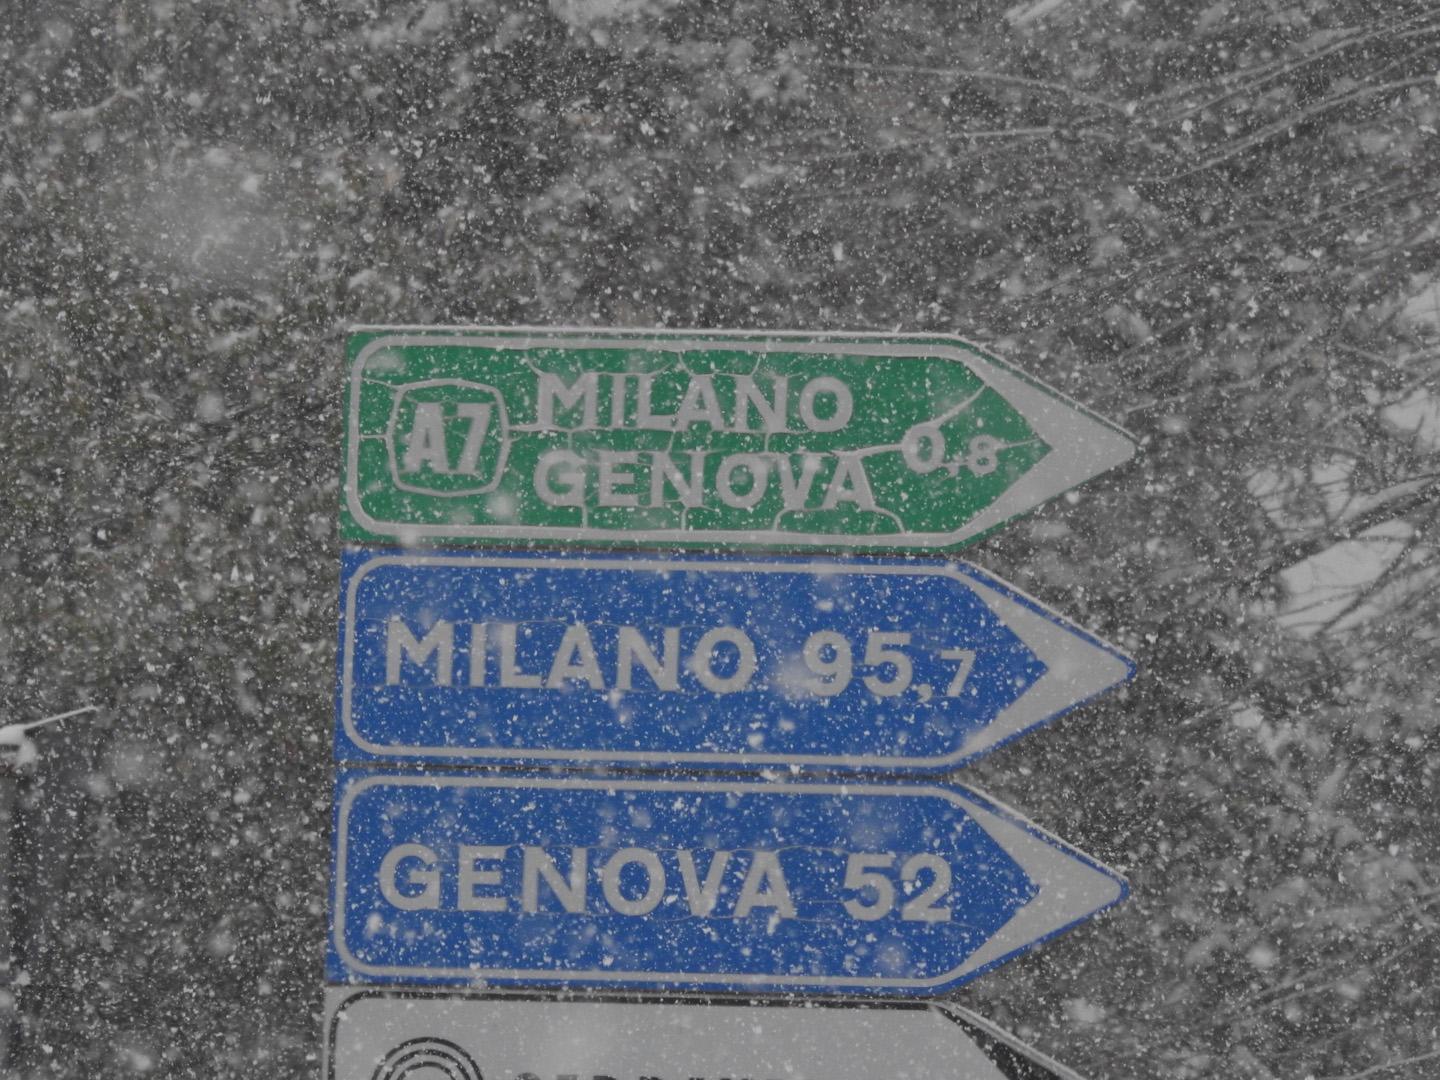 A7
MILANO
GENOVA
0,8
MILANO 95,7
GENOVA 52